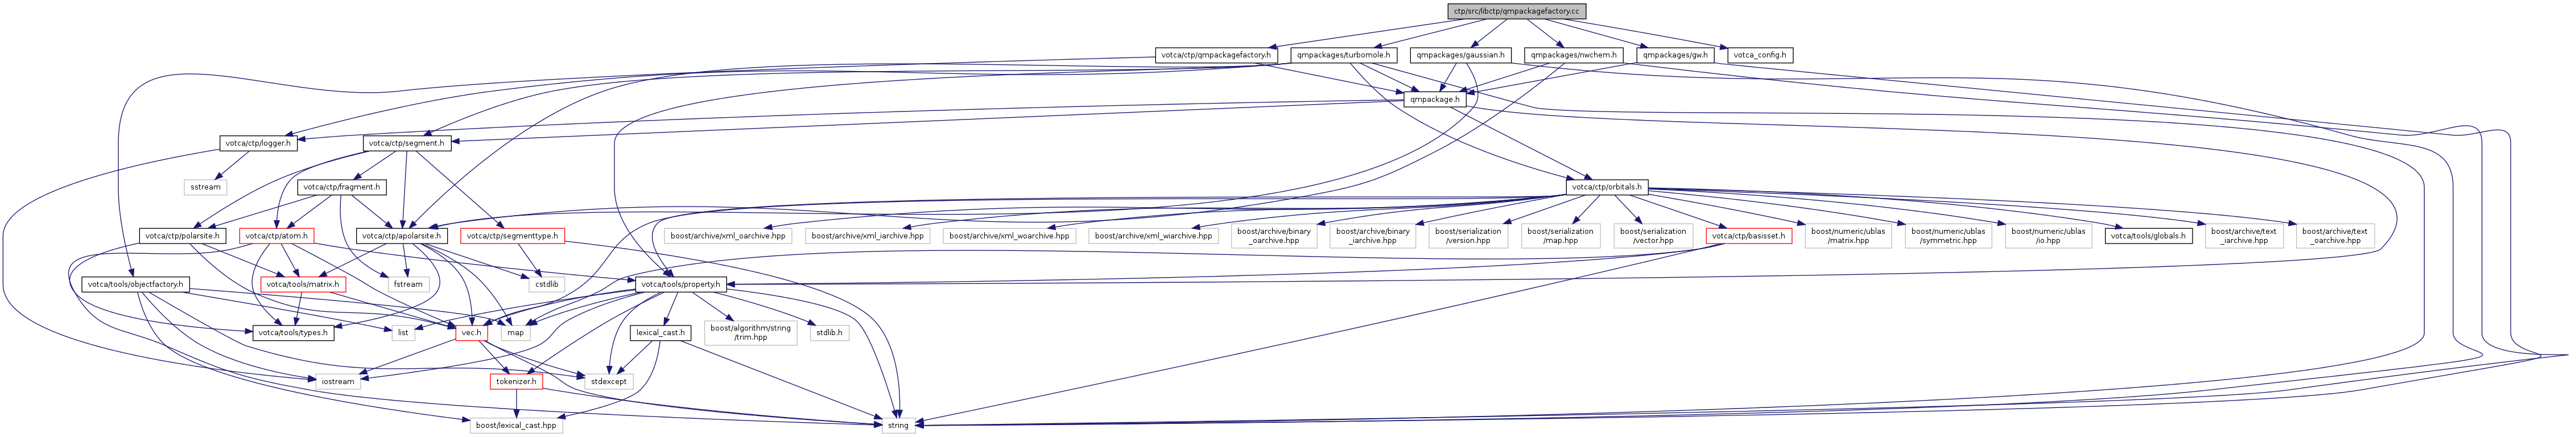 ctp/src/libctp/qmpackagefactory.cc
votca/ctp/qmpackagefactory.h
qmpackages/turbomole.h
qmpackages/gaussian.h
qmpackages/nwchem.h
qmpackages/gw.h
votca_config.h
qmpackage.h
votca/ctp/logger.h
votca/ctp/segment.h
sstream
votca/ctp/fragment.h
votca/ctp/orbitals.h
votca/ctp/polarsite.h
votca/ctp/atom.h
votca/ctp/apolarsite.h
votca/ctp/segmenttype.h
boost/archive/xml_oarchive.hpp
boost/archive/xml_iarchive.hpp
boost/archive/xml_woarchive.hpp
boost/archive/xml_wiarchive.hpp
boost/archive/binary
_oarchive.hpp
boost/archive/binary
_iarchive.hpp
boost/serialization
/version.hpp
boost/serialization
/map.hpp
boost/serialization
/vector.hpp
votca/ctp/basisset.h
boost/numeric/ublas
/matrix.hpp
boost/numeric/ublas
/symmetric.hpp
boost/numeric/ublas
/io.hpp
votca/tools/globals.h
boost/archive/text
_iarchive.hpp
boost/archive/text
_oarchive.hpp
votca/tools/objectfactory.h
votca/tools/matrix.h
fstream
cstdlib
votca/tools/property.h
votca/tools/types.h
list
vec.h
map
lexical_cast.h
boost/algorithm/string
/trim.hpp
stdlib.h
iostream
tokenizer.h
stdexcept
boost/lexical_cast.hpp
string